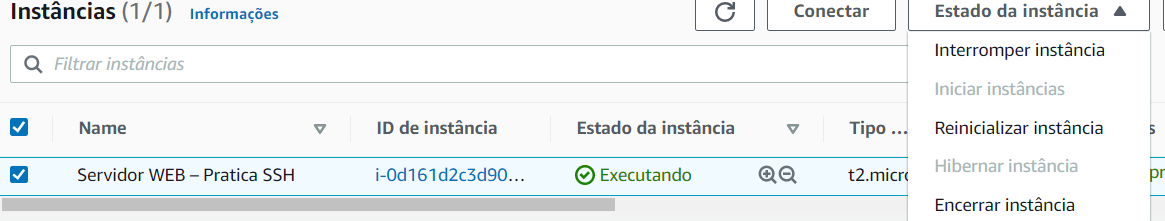 Instâncias (1/1) Informações
Conectar
Estado da instância
Filtrar instâncias
Interromper instância
Iniciar instâncias
Reinicializar instância
Hibernar instância
Encerrar instância
Name ID de instância Estado da instância Tipo ...
Servidor WEB – Pratica SSH i-0d161d2c3d90... Executando t2.micr